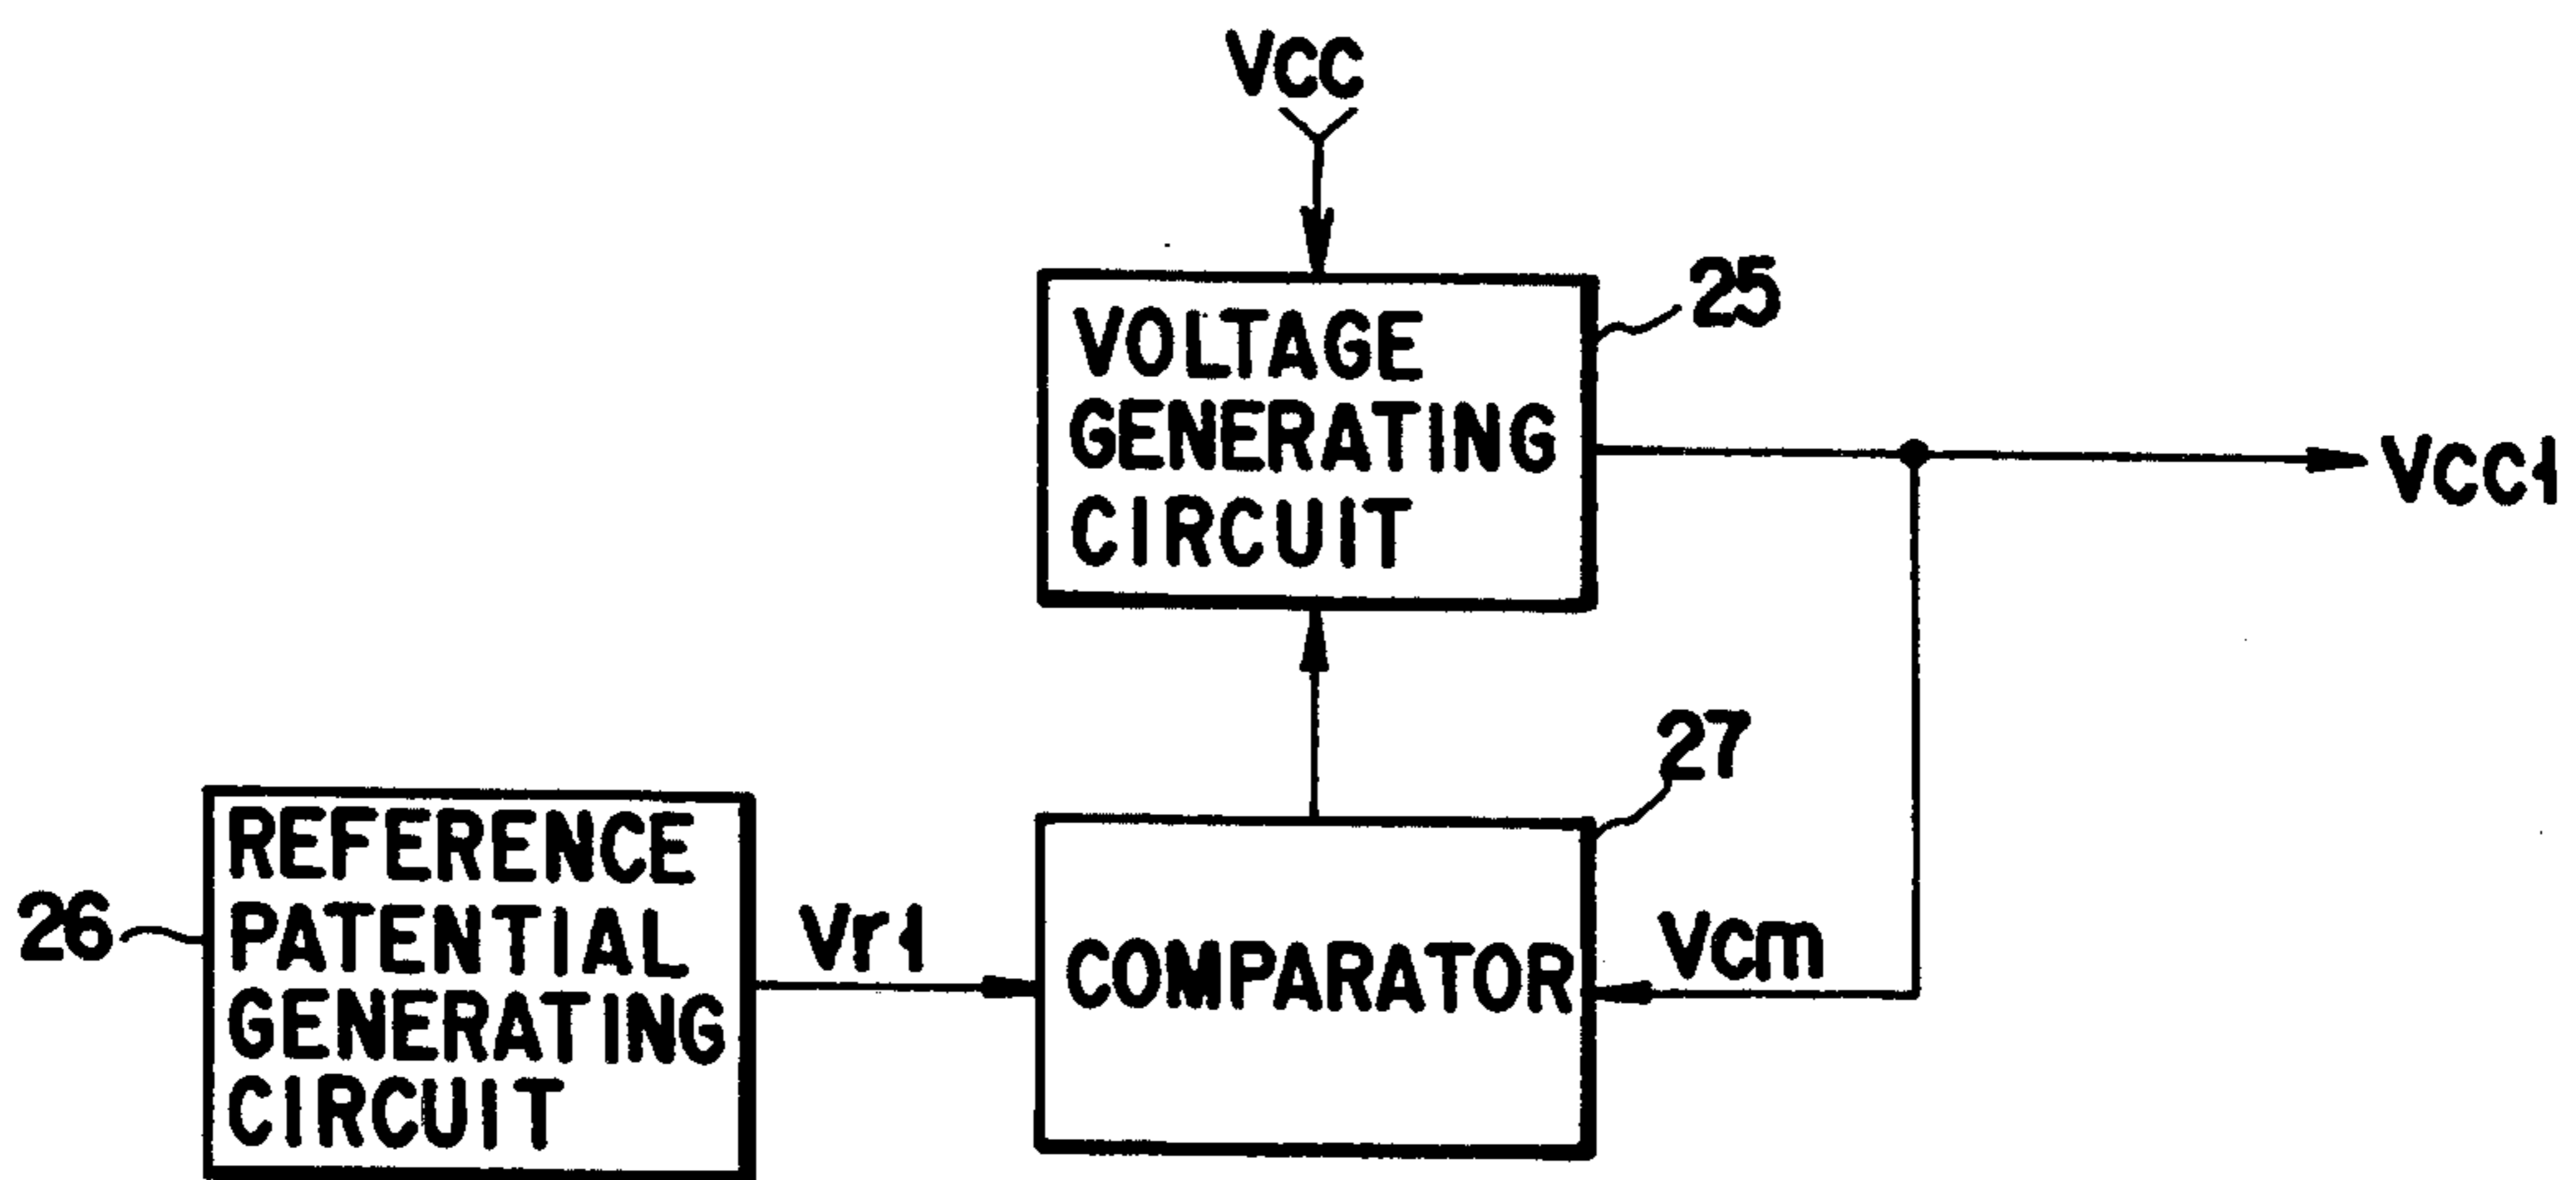 Vcc
VOLTAGE
GENERATING
CIRCUIT
25
Vcc1
27
REFERENCE
PATENTIAL
GENERATING
CIRCUIT
26
Vr1
COMPARATOR
Vcm